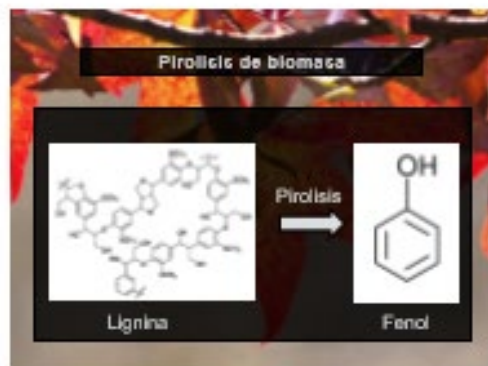 Pirolisis de biomasa
OH
Pirolisis
Lignina
Fenol